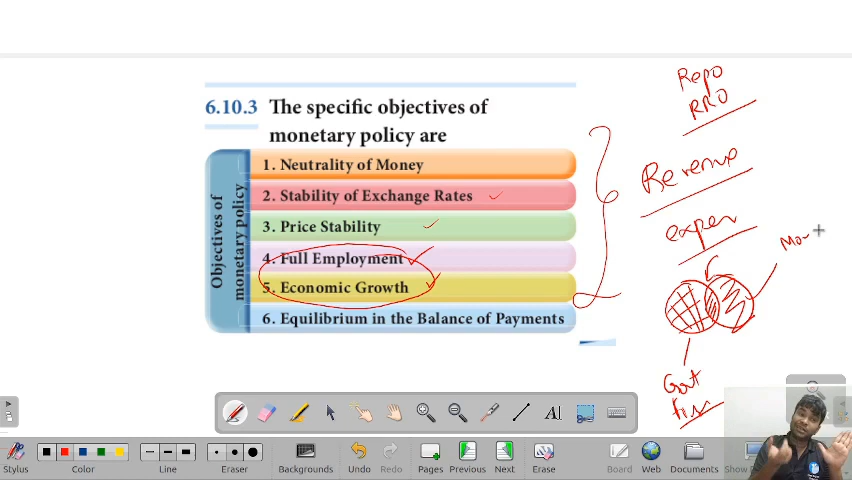 6.10.3 The specific objectives of
monetary policy are
Objectives of
monetary policy
1. Neutrality of Money
2. Stability of Exchange Rates
3. Price Stability
4. Full Employment
5. Economic Growth
6. Equilibrium in the Balance of Payments
Repo
RRO
Revenue
expen
Mon
Govt
A|
Stylus
Color
Line
Eraser
Backgrounds
Undo
Redo
Pages
Previous
Next
Erase
Board
Web
Documents
Show De